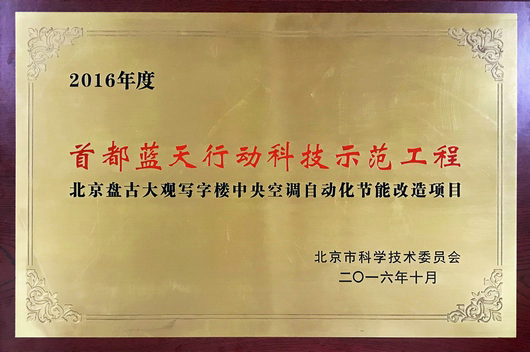 2016年度
首都蓝天行动科技示范工程
北京盘古大观写字楼中央空调自动化节能改造项目
北京市科学技术委员会
二〇一六年十月